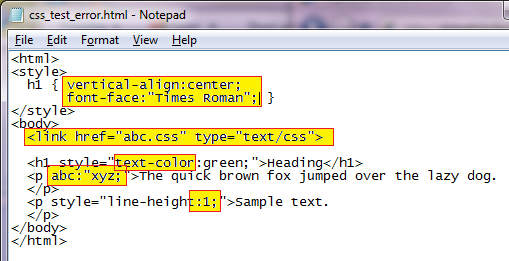 css_test_error.html - Notepad
File Edit Format View Help
<html>
<style>
h1 { vertical-align:center;
font-face:"Times Roman"; }
</style>
<body>
<link href="abc.css" type="text/css">
<h1 style="text-color:green;">Heading</h1>
<p abc:"xyz;">The quick brown fox jumped over the lazy dog.
</p>
<p style="line-height:1;">Sample text.
</p>
</body>
</html>